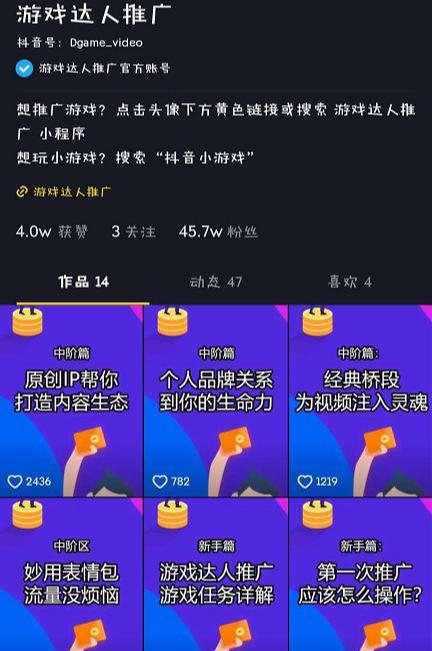 游戏达人推广
抖音号：Dgame_video
游戏达人推广官方账号
想推广游戏？点击头像下方黄色链接或搜索 游戏达人推
广 小程序
想玩小游戏？搜索“抖音小游戏”
游戏达人推广
4.0w 获赞 3 关注 45.7w 粉丝
作品 14 动态 47 喜欢 4
中阶篇
原创IP帮你
打造内容生态
2436
中阶篇
个人品牌关系
到你的生命力
782
中阶篇：
经典桥段
为视频注入灵魂
1219
中阶区
妙用表情包
流量没烦恼
新手篇
游戏达人推广
游戏任务详解
新手篇：
第一次推广
应该怎么操作？